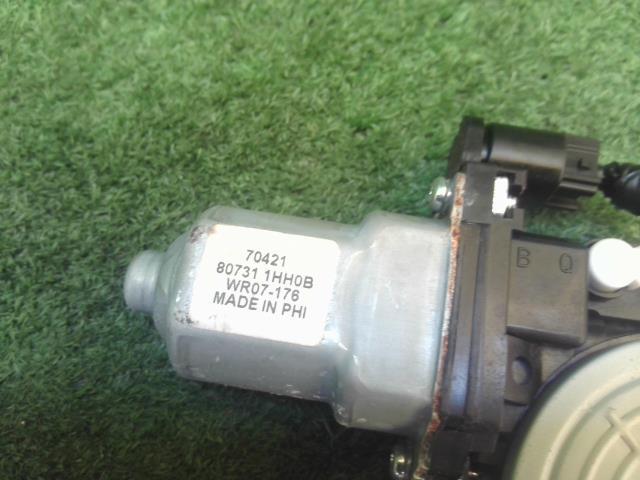 70421
80731 1HH0B
WR07-176
MADE IN PHI
B Q